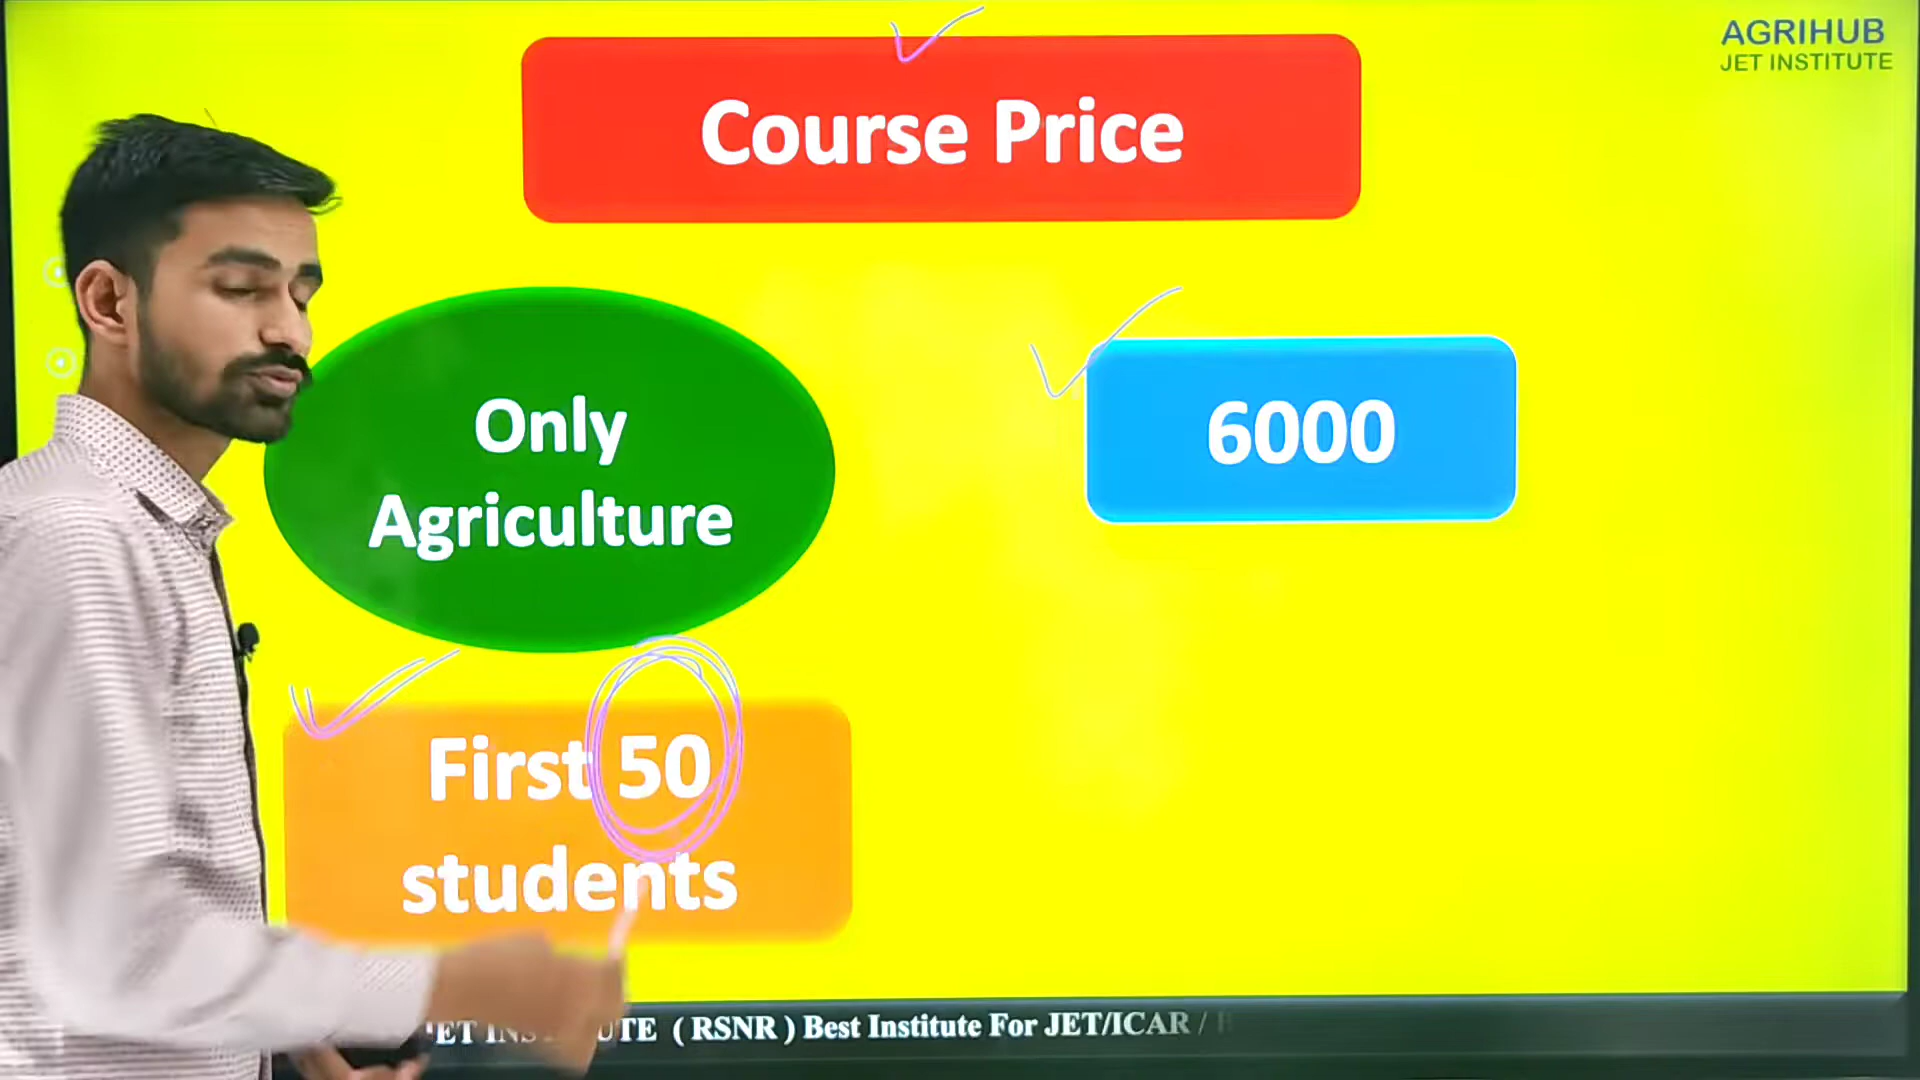 AGRIHUB
JET INSTITUTE
Course Price
Only
Agriculture
6000
First 50
students
( RSNR ) Best Institute For JET/ICAR /